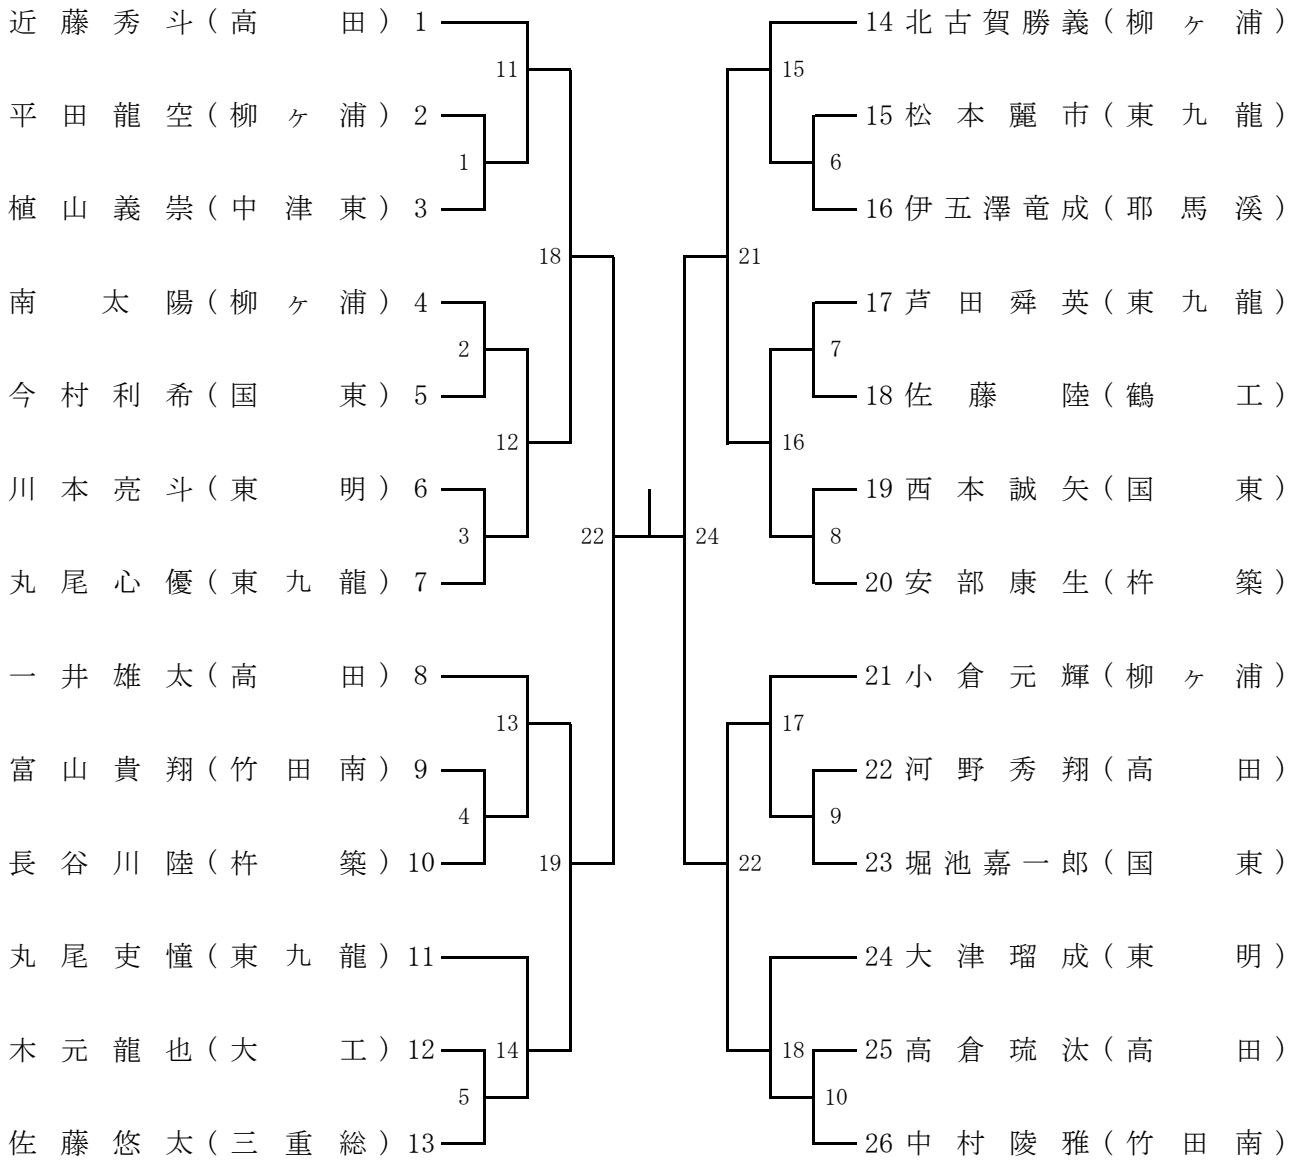 近藤秀斗(高田) 1
11
平田龍空(柳ヶ浦) 2
1
植山義崇(中津東) 3
18
南太陽(柳ヶ浦) 4
2
今村利希(国東) 5
12
川本亮斗(東明) 6
3
22
丸尾心優(東九龍) 7
一井雄太(高田) 8
13
富山貴翔(竹田南) 9
4
長谷川陸(杵築) 10
19
丸尾吏憧(東九龍) 11
木元龍也(大工) 12
14
5
佐藤悠太(三重総) 13
14 北古賀勝義(柳ヶ浦)
15
15 松本麗市(東九龍)
6
16 伊五澤竜成(耶馬溪)
21
17 芦田舜英(東九龍)
7
18 佐藤陸(鶴工)
16
19 西本誠矢(国東)
24
8
20 安部康生(杵築)
21 小倉元輝(柳ヶ浦)
17
22 河野秀翔(高田)
9
23 堀池嘉一郎(国東)
22
24 大津瑠成(東明)
18
25 高倉琉汰(高田)
10
26 中村陵雅(竹田南)